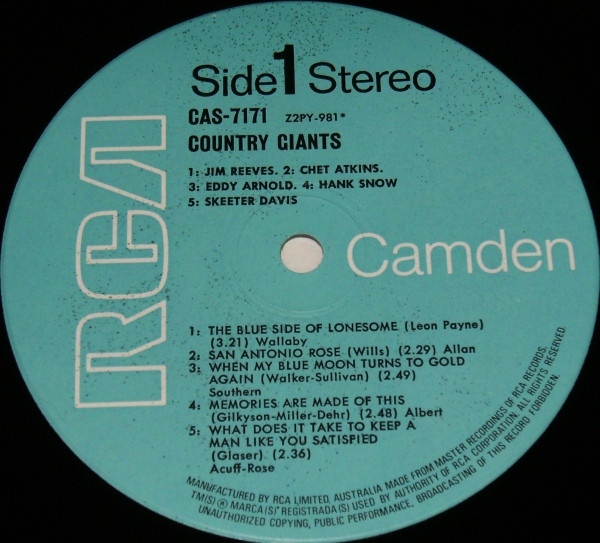 Side 1 Stereo
CAS-7171 Z2PY-981*
COUNTRY GIANTS
1: JIM REEVES. 2: CHET ATKINS.
3: EDDY ARNOLD. 4: HANK SNOW
5: SKEETER DAVIS
RCA
Camden
1: THE BLUE SIDE OF LONESOME (Leon Payne)
(3.21) Wallaby
2: SAN ANTONIO ROSE (Wills) (2.29) Allan
3: WHEN MY BLUE MOON TURNS TO GOLD
AGAIN (Walker-Sullivan) (2.49)
Southern
4: MEMORIES ARE MADE OF THIS
(Gilkyson-Miller-Dehr) (2.48) Albert
5: WHAT DOES IT TAKE TO KEEP A
MAN LIKE YOU SATISFIED
(Glaser) (2.36)
Acuff-Rose
MANUFACTURED BY RCA LIMITED, AUSTRALIA MADE FROM MASTER RECORDINGS OF RCA RECORDS.
TM(S) ® MARCA(S) REGISTRADA(S) USED BY AUTHORITY OF RCA CORPORATION. ALL RIGHTS RESERVED
UNAUTHORIZED COPYING, PUBLIC PERFORMANCE, BROADCASTING OF THIS RECORD FORBIDDEN.